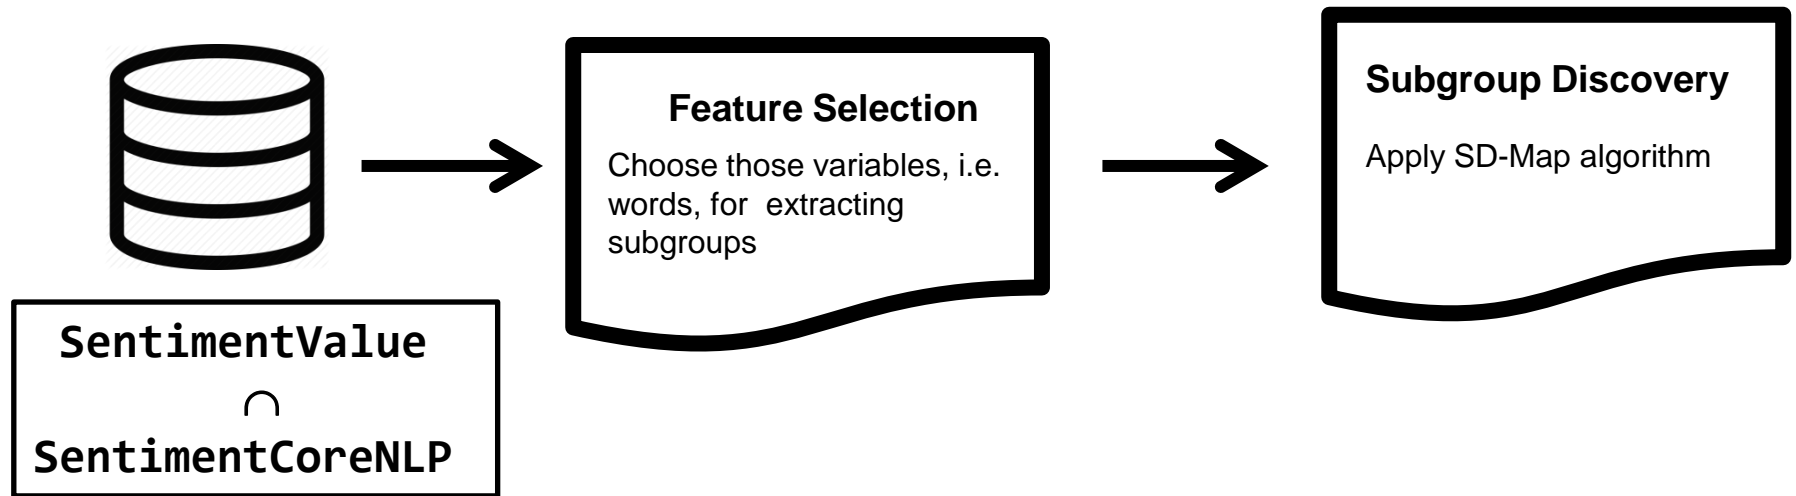 SentimentValue
∩
SentimentCoreNLP
Feature Selection
Choose those variables, i.e.
words, for extracting
subgroups
Subgroup Discovery
Apply SD-Map algorithm